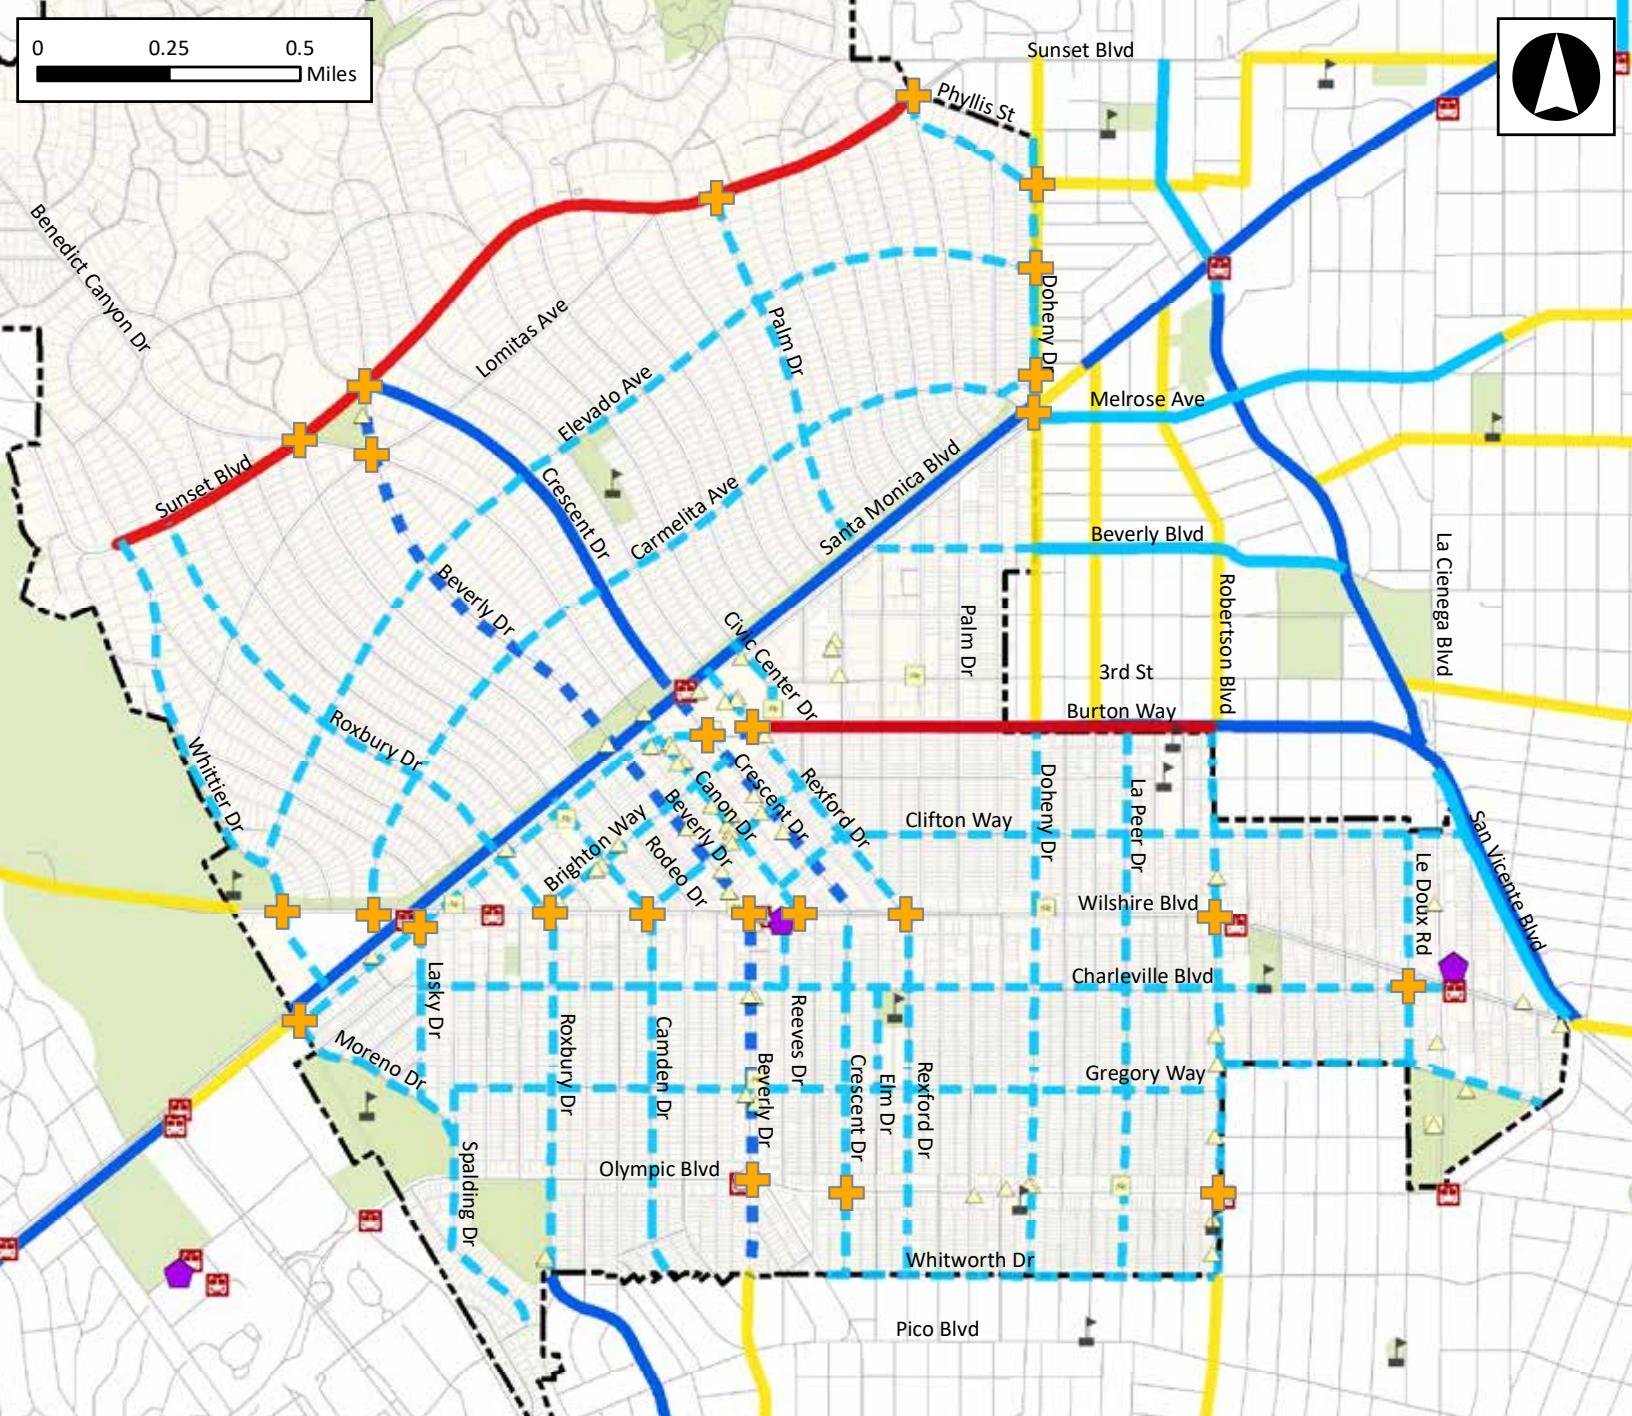 0 0.25 0.5
Miles
Sunset Blvd
Phyllis St
Benedict Canyon Dr
Lomitas Ave
Palm Dr
Doheny Dr
Elevado Ave
Melrose Ave
Sunset Blvd
Crescent Dr
Carmelita Ave
Santa Monica Blvd
Beverly Blvd
La Cienega Blvd
Beverly Dr
Civic Center Dr
Palm Dr
Robertson Blvd
3rd St
Burton Way
Roxbury Dr
Whittier Dr
Crescent Dr
Rexford Dr
Canon Dr
Beverly Dr
Rodeo Dr
Brighton Way
Clifton Way
Doheny Dr
La Peer Dr
Le Doux Rd
San Vicente Blvd
Wilshire Blvd
Charleville Blvd
Lasky Dr
Moreno Dr
Roxbury Dr
Camden Dr
Reeves Dr
Beverly Dr
Crescent Dr
Elm Dr
Rexford Dr
Gregory Way
Spalding Dr
Olympic Blvd
Whitworth Dr
Pico Blvd